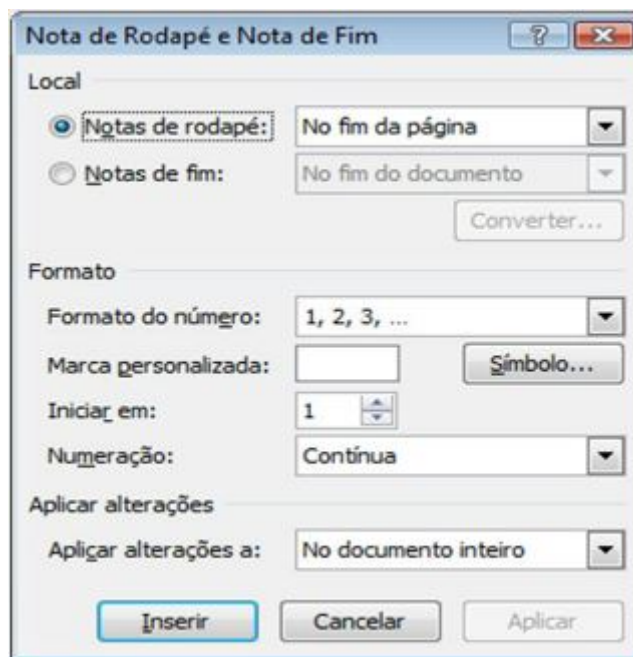 Nota de Rodapé e Nota de Fim
Local
Notas de rodapé: No fim da página
Notas de fim: No fim do documento
Converter...
Formato
Formato do número: 1, 2, 3, ...
Marca personalizada: Símbolo...
Iniciar em: 1
Numeração: Contínua
Aplicar alterações
Aplicar alterações a: No documento inteiro
Inserir Cancelar Aplicar